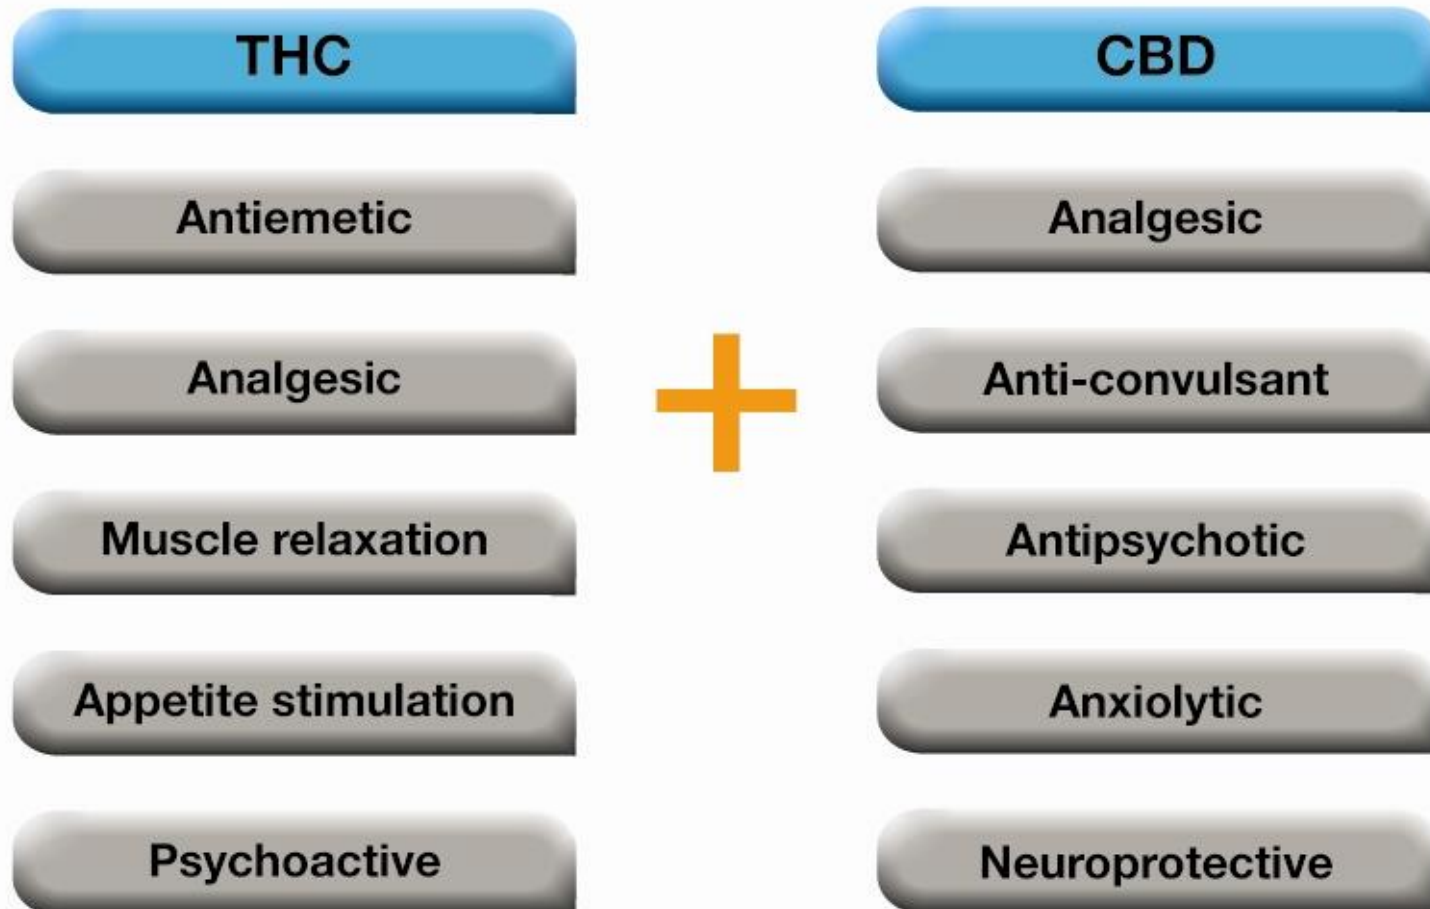 THC
Antiemetic
Analgesic
Muscle relaxation
Appetite stimulation
Psychoactive
CBD
Analgesic
Anti-convulsant
Antipsychotic
Anxiolytic
Neuroprotective